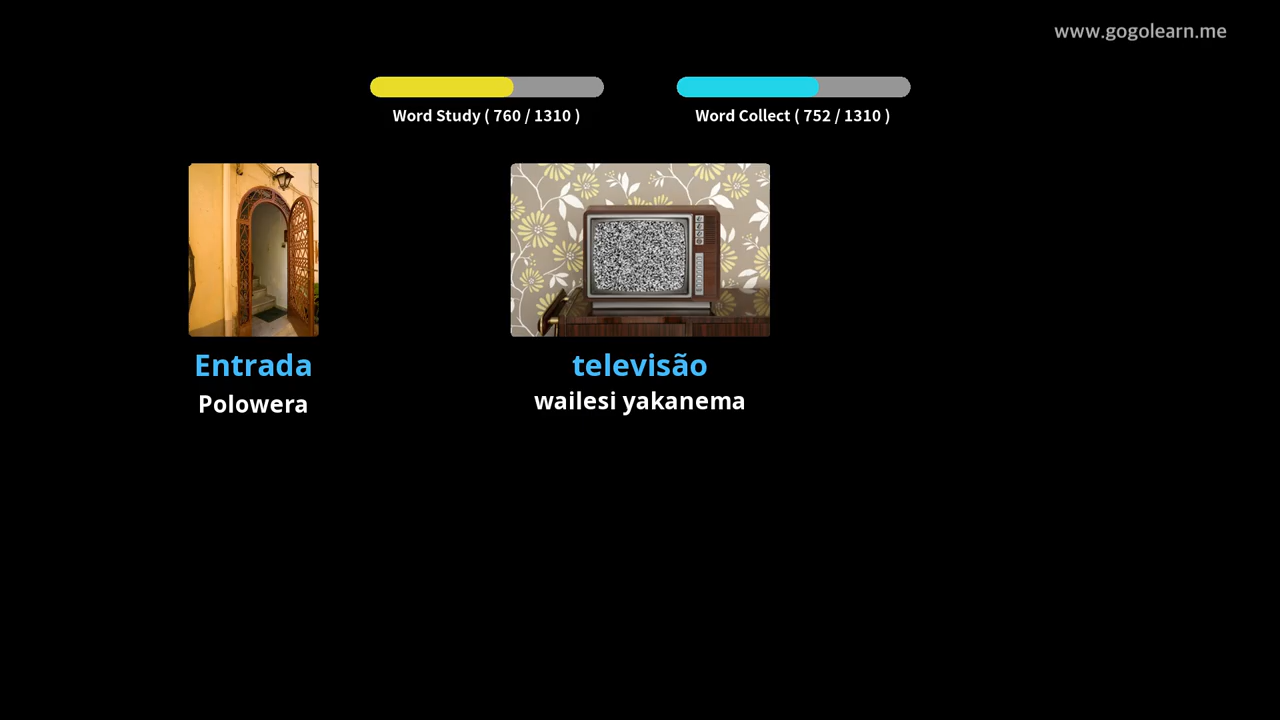 www.gogolearn.me
Word Study ( 760 / 1310 )
Word Collect ( 752 / 1310 )
Entrada
Polowera
televisão
wailesi yakanema